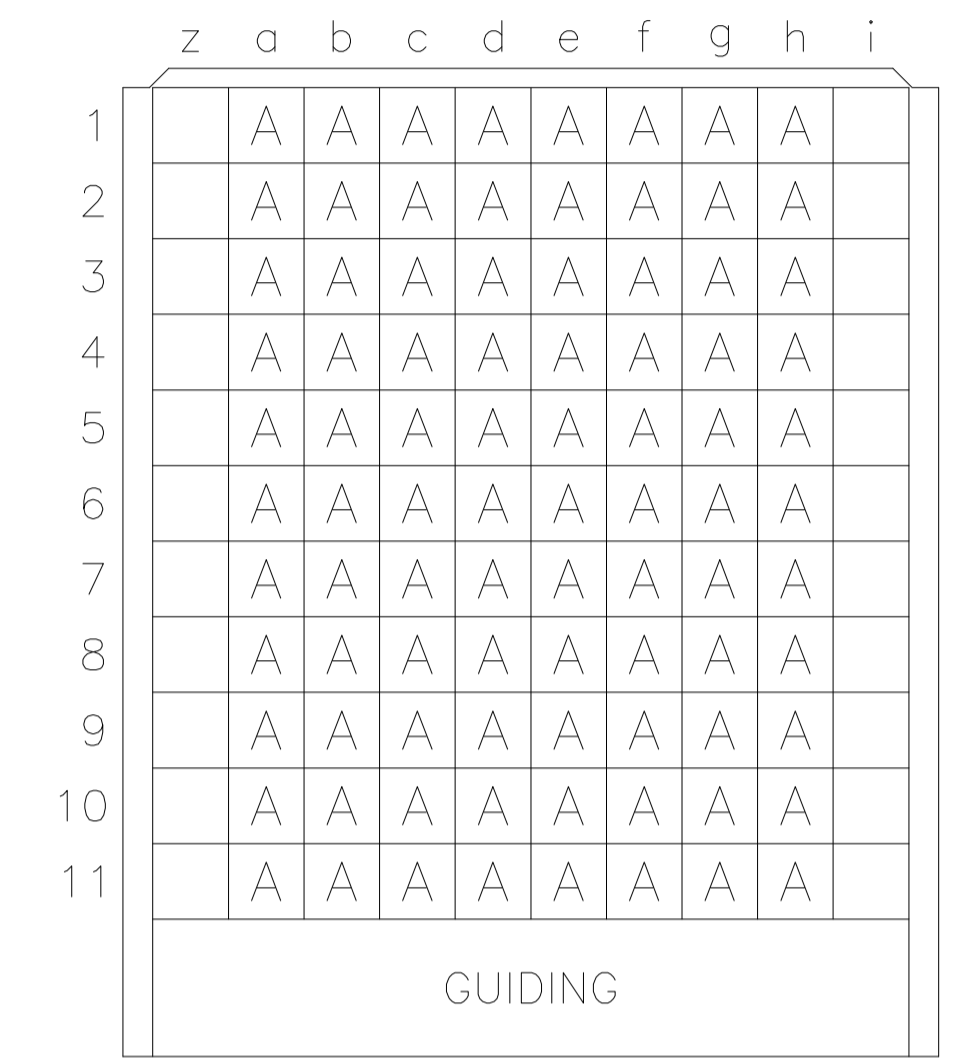 z a b c d e f g h i
1 A A A A A A A A
2 A A A A A A A A
3 A A A A A A A A
4 A A A A A A A A
5 A A A A A A A A
6 A A A A A A A A
7 A A A A A A A A
8 A A A A A A A A
9 A A A A A A A A
10 A A A A A A A A
11 A A A A A A A A
GUIDING